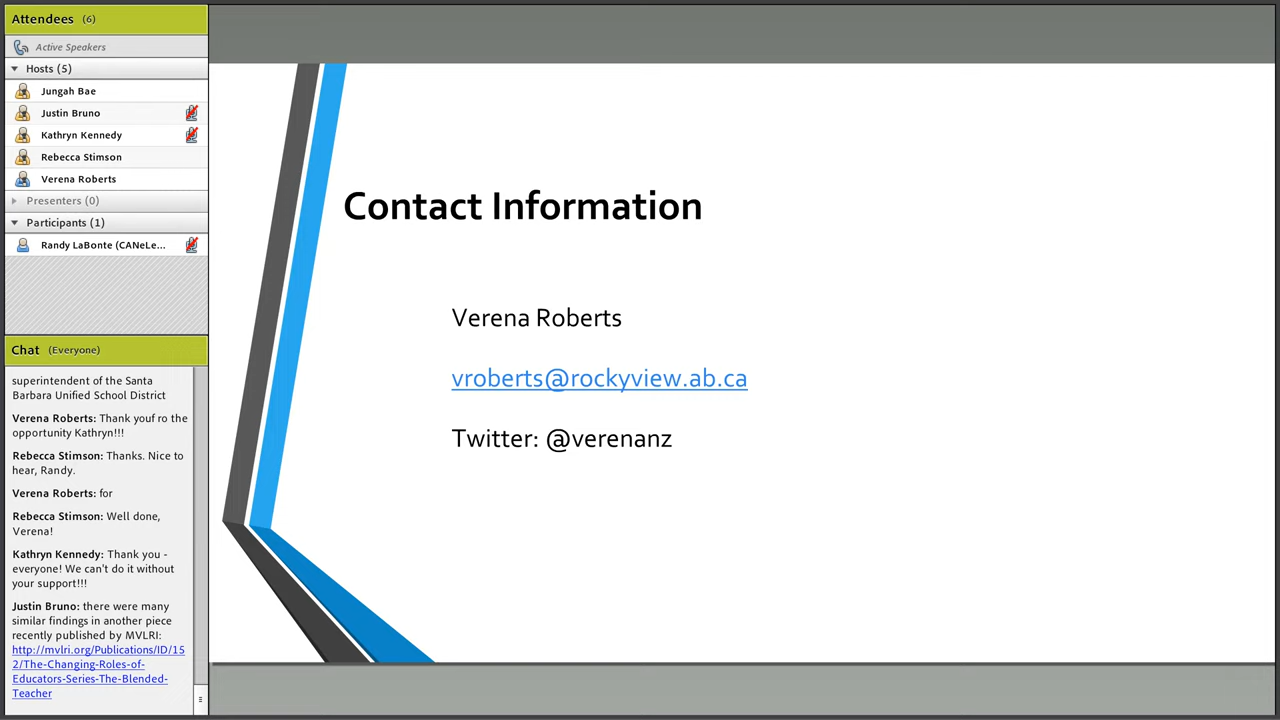 Attendees (6)
Active Speakers
Hosts (5)
Jungah Bae
Justin Bruno
Kathryn Kennedy
Rebecca Stimson
Verena Roberts
Presenters (0)
Participants (1)
Randy LaBonte (CANeLe...
Chat (Everyone)
superintendent of the Santa
Barbara Unified School District
Verena Roberts: Thank youf ro the
opportunity Kathryn!!!
Rebecca Stimson: Thanks. Nice to
hear, Randy.
Verena Roberts: for
Rebecca Stimson: Well done,
Verena!
Kathryn Kennedy: Thank you -
everyone! We can't do it without
your support!!!
Justin Bruno: there were many
similar findings in another piece
recently published by MVLRI:
http://mvlri.org/Publications/ID/15
2/The-Changing-Roles-of-
Educators-Series-The-Blended-
Teacher
Contact Information
Verena Roberts
vroberts@rockyview.ab.ca
Twitter: @verenanz